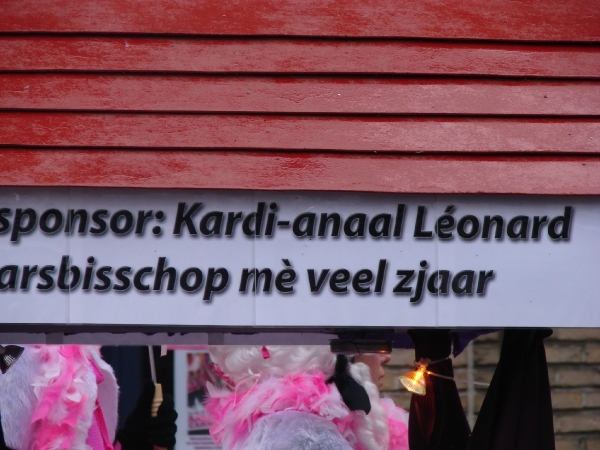 sponsor: Kardi-anaal Léonard
arsbisschop mè veel zjaar